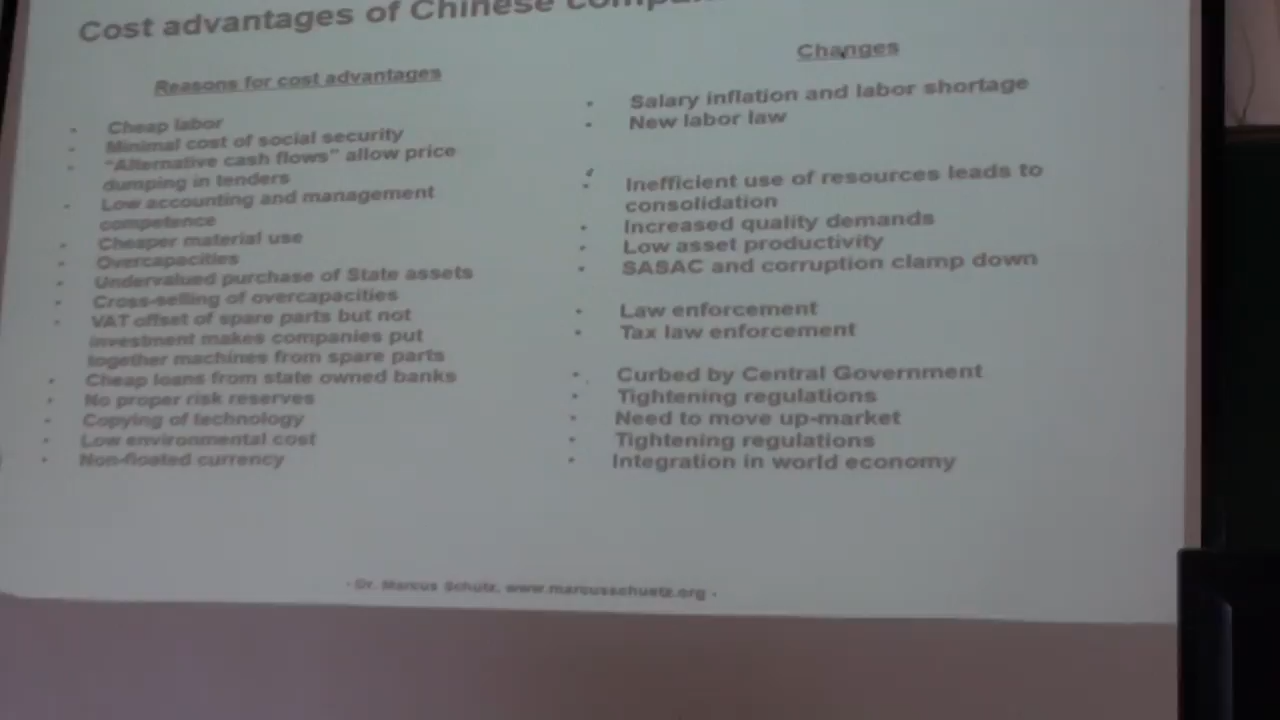 Cost advantages of Chinese
Reasons for cost advantages
• Cheap labor
• Minimal cost of social security
• "Alternative cash flows" allow price
dumping in tenders
• Low accounting and management
competence
• Cheaper material use
• Overcapacities
• Undervalued purchase of State assets
• Cross-selling of overcapacities
• VAT offset of spare parts but not
investment makes companies put
together machines from spare parts
• Cheap loans from state owned banks
• No proper risk reserves
• Copying of technology
• Low environmental cost
• Non-floated currency
Changes
• Salary inflation and labor shortage
• New labor law
• Inefficient use of resources leads to
consolidation
• Increased quality demands
• Low asset productivity
• SASAC and corruption clamp down
• Law enforcement
• Tax law enforcement
• Curbed by Central Government
• Tightening regulations
• Need to move up-market
• Tightening regulations
• Integration in world economy
- Dr. Marcus Schütz, www.marcusschuetz.org -